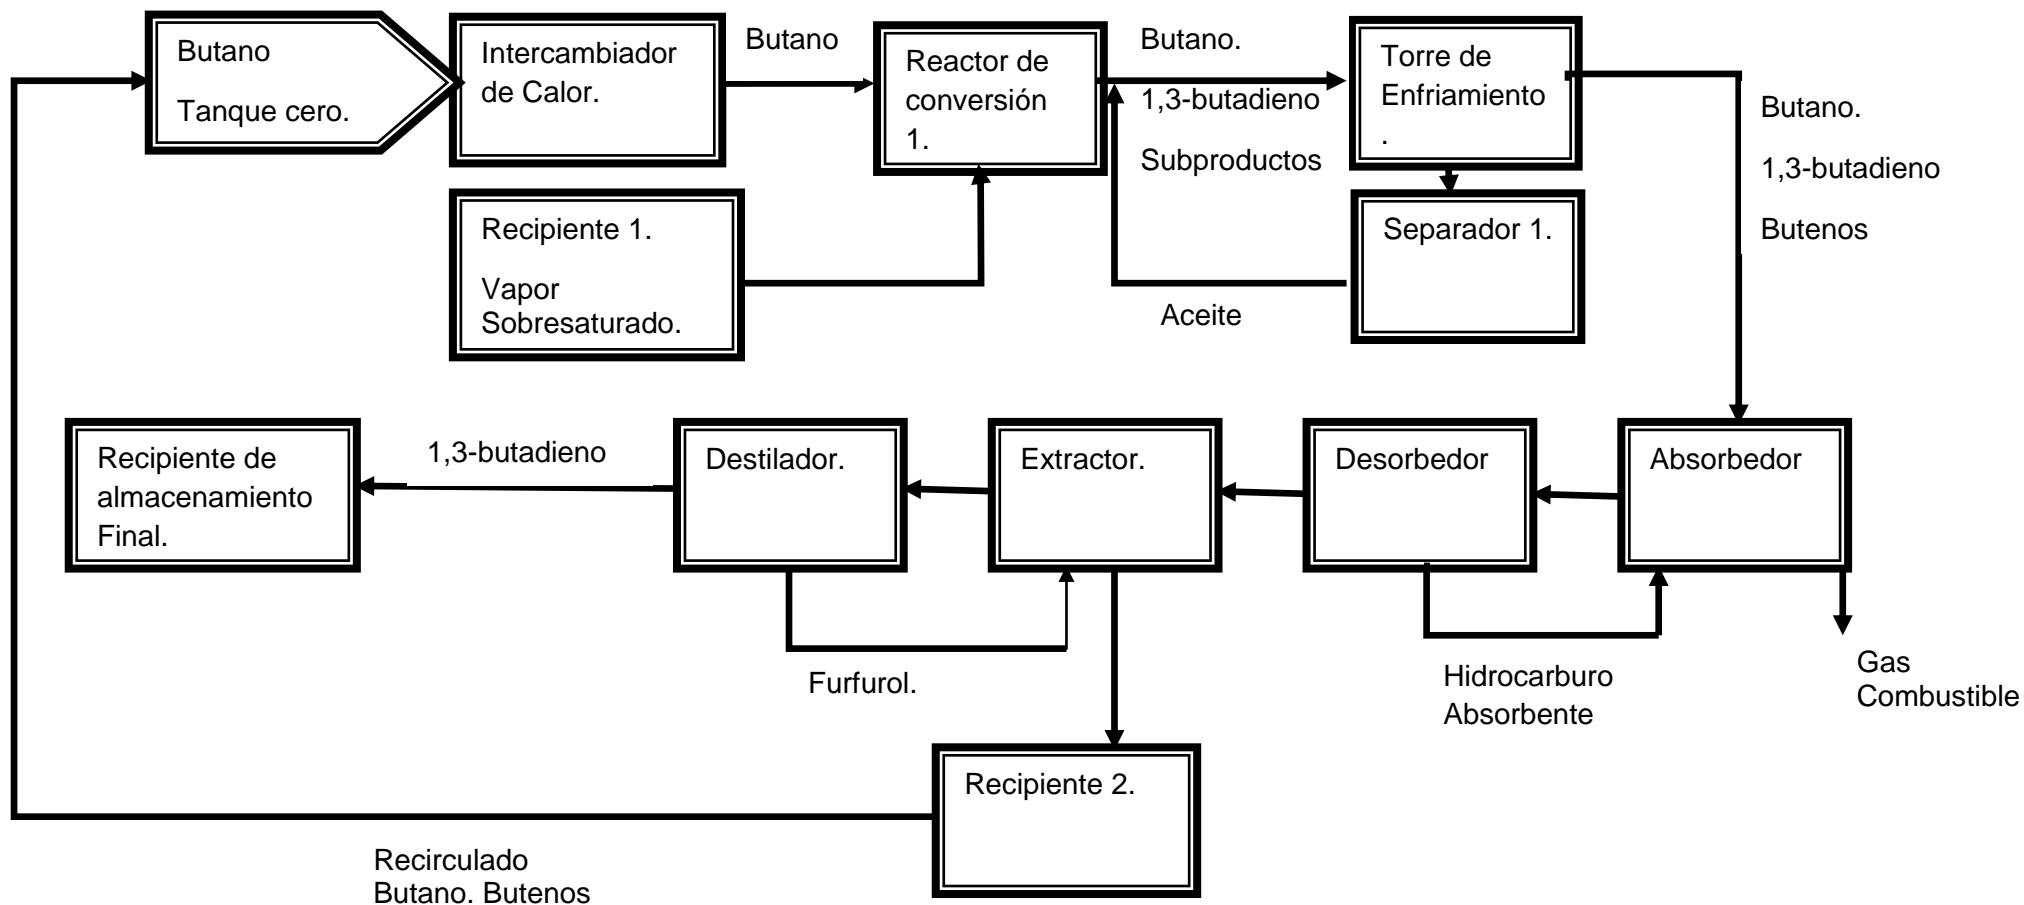 Butano
Tanque cero.
Intercambiador
de Calor.
Butano
Reactor de
conversión
1.
Butano.
1,3-butadieno
Subproductos
Torre de
Enfriamiento
.
Butano.
1,3-butadieno
Butenos
Recipiente 1.
Vapor
Sobresaturado.
Separador 1.
Aceite
Recipiente de
almacenamiento
Final.
1,3-butadieno
Destilador.
Extractor.
Desorbedor
Absorbedor
Furfurol.
Hidrocarburo
Absorbente
Gas
Combustible
Recipiente 2.
Recirculado
Butano. Butenos